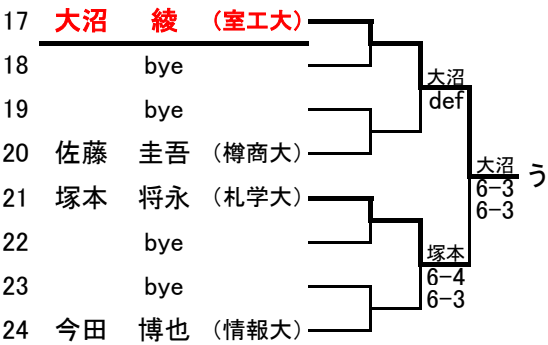 17 大沼 綾 (室工大)
18 bye
19 bye
20 佐藤 圭吾 (樽商大)
21 塚本 将永 (札学大)
22 bye
23 bye
24 今田 博也 (情報大)
大沼
def
塚本
6-4
6-3
大沼
6-3
6-3
う